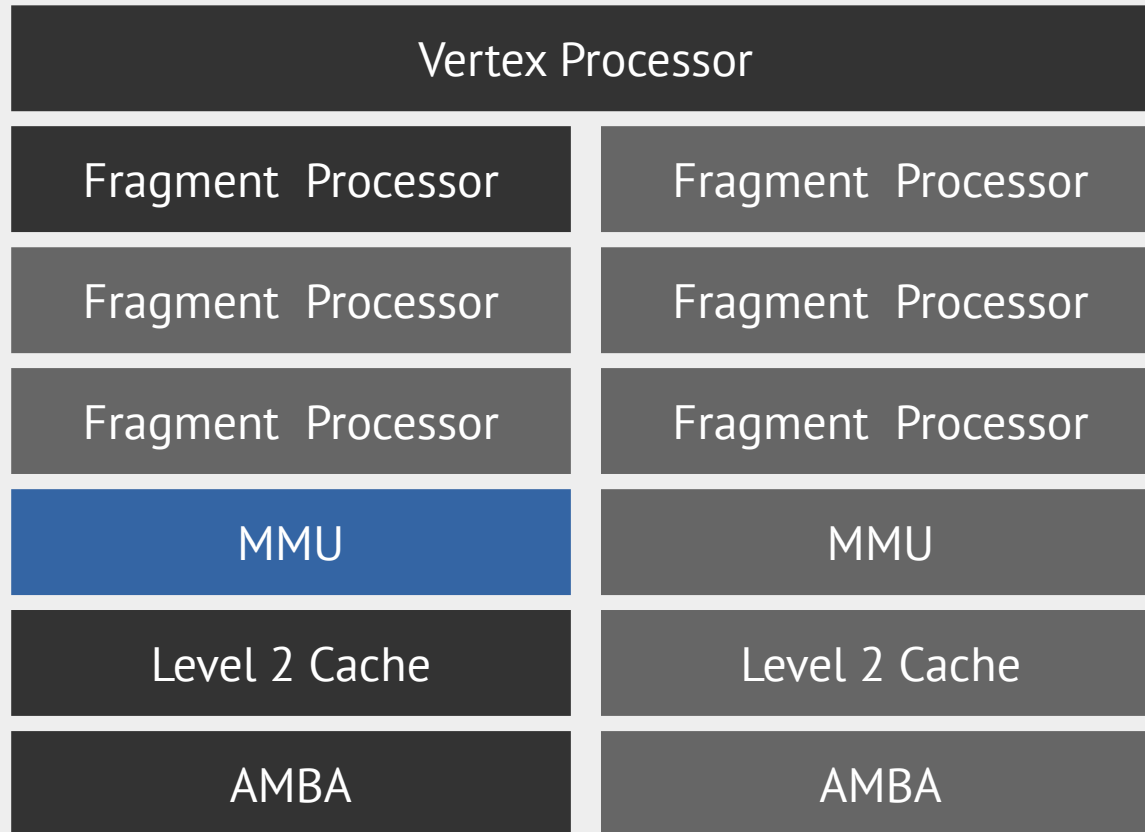 Vertex Processor
Fragment Processor Fragment Processor
Fragment Processor Fragment Processor
Fragment Processor Fragment Processor
MMU MMU
Level 2 Cache Level 2 Cache
AMBA AMBA